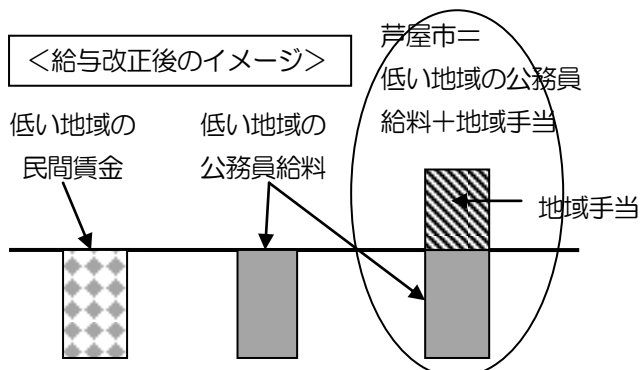 ＜給与改正後のイメージ＞
芦屋市＝
低い地域の公務員
給料＋地域手当
低い地域の
民間賃金
低い地域の
公務員給料
地域手当